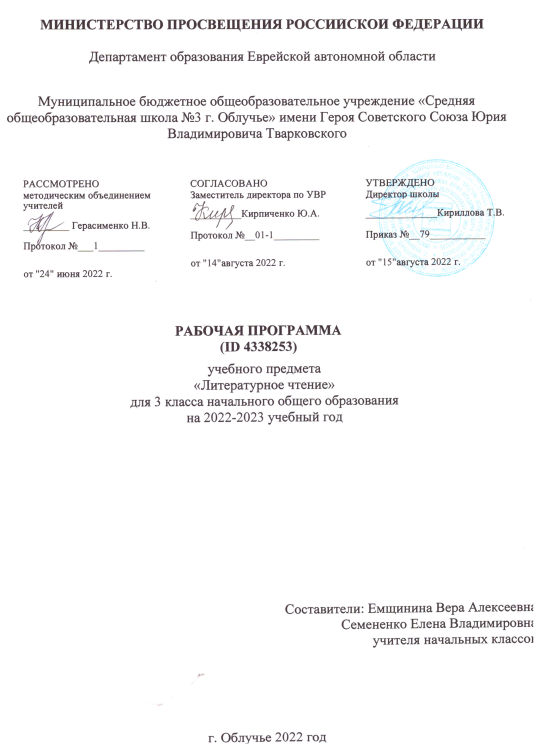 МИНИСТЕРСТВО ПРОСВЕЩЕНИЯ РОССИИСКОИ ФЕДЕРАЦИИ
Департамент образования Еврейской автономной области
Муниципальное бюджетное общеобразовательное учреждение «Средняя
общеобразовательная школа №3 г. Облучье» имени Героя Советского Союза Юрия
Владимировича Тварковского
РАССМОТРЕНО
методическим объединением
учителей
Герасименко Н.В.
Протокол №___1_________
от "24" июня 2022 г.
СОГЛАСОВАНО
Заместитель директора по УВР
Кирпиченко Ю.А.
Протокол №__01-1_________
от "14"августа 2022 г.
УТВЕРЖДЕНО
Директор школы
Кириллова Т.В.
Приказ №__79___________
от "15"августа 2022 г.
РАБОЧАЯ ПРОГРАММА
(ID 4338253)
учебного предмета
«Литературное чтение»
для 3 класса начального общего образования
на 2022-2023 учебный год
Составители: Емщинина Вера Алексеевна
Семененко Елена Владимировна
учителя начальных классов
г. Облучье 2022 год